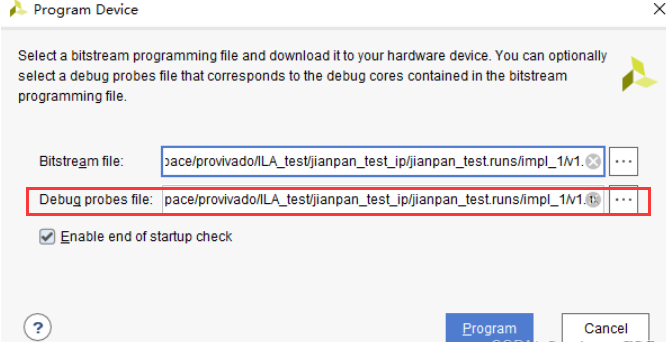 Program Device
Select a bitstream programming file and download it to your hardware device. You can optionally
select a debug probes file that corresponds to the debug cores contained in the bitstream
programming file.
Bitstream file: pace/provivado/ILA_test/jianpan_test_ip/jianpan_test.runs/impl_1/v1. ...
Debug probes file: pace/provivado/ILA_test/jianpan_test_ip/jianpan_test.runs/impl_1/v1. ...
Enable end of startup check
?
Program Cancel